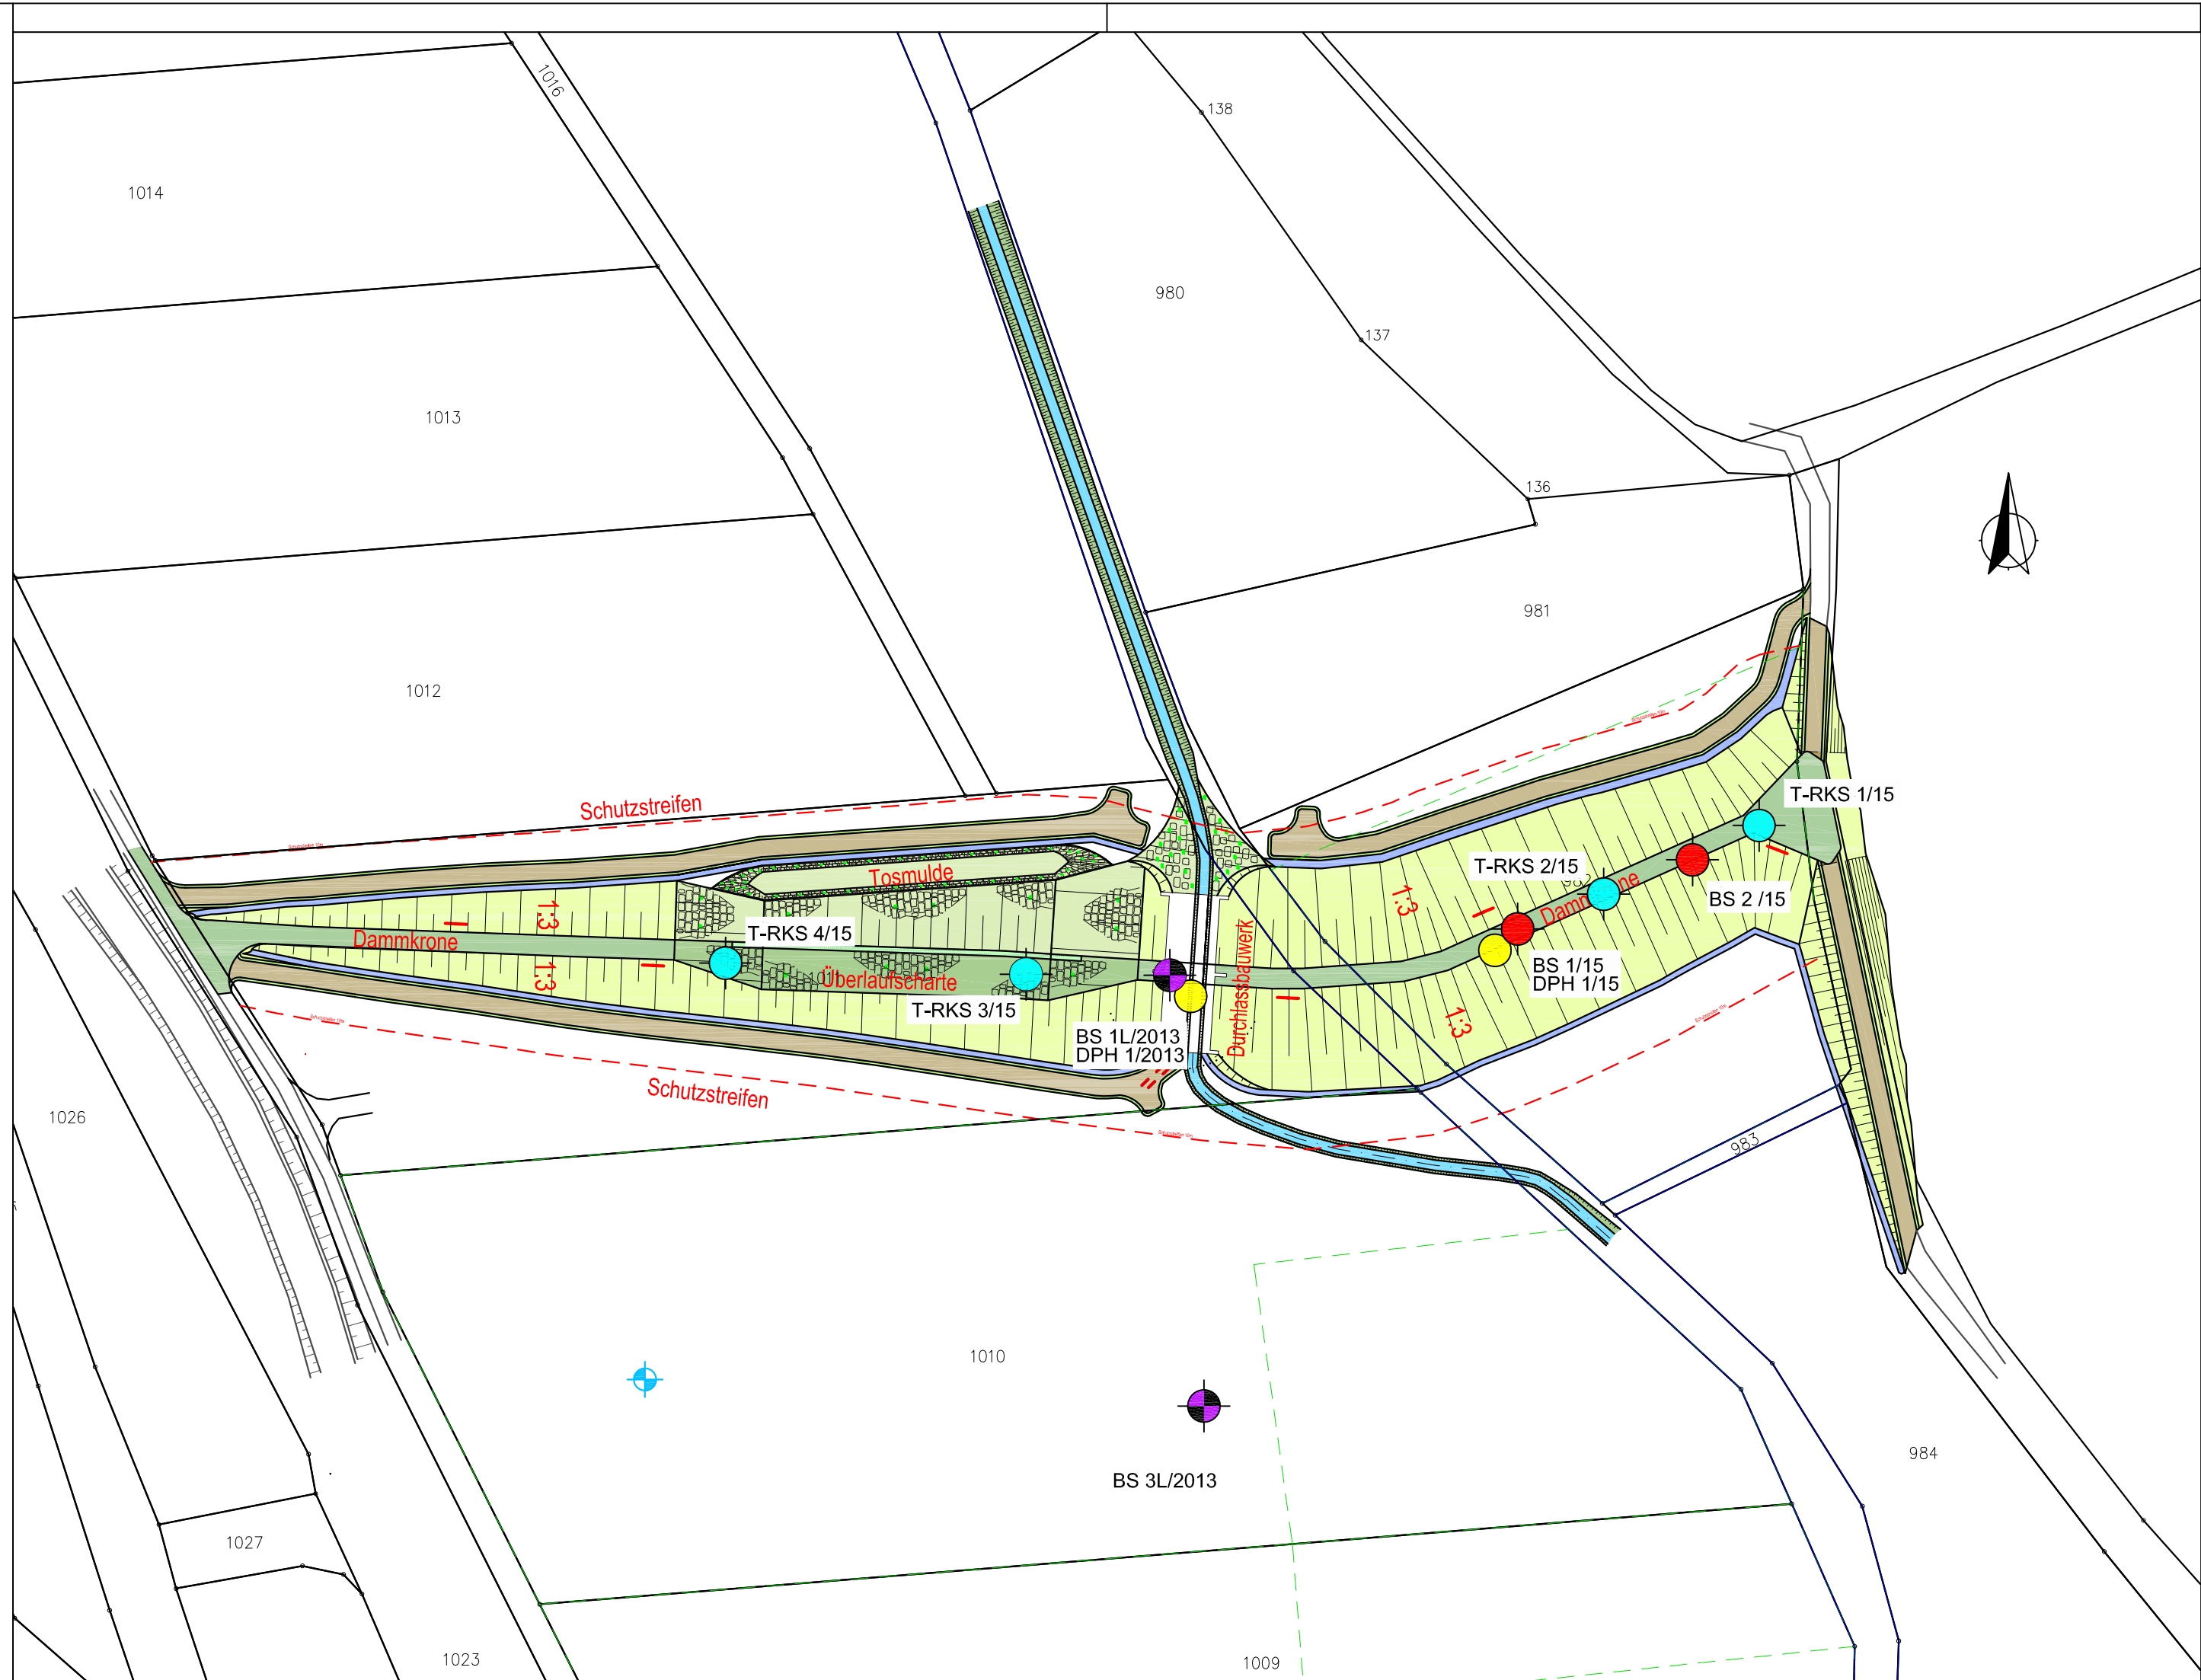 1016
138
1014
980
137
1013
136
981
1012
T-RKS 1/15
Schutzstreifen
T-RKS 2/15
Tosmulde
1:3
Dammkrone
BS 2 /15
1:3
T-RKS 4/15
Dammkrone
Durchlassbauwerk
BS 1/15
DPH 1/15
1:3
Überlaufscharte
T-RKS 3/15
1:3
BS 1L/2013
DPH 1/2013
Schutzstreifen
1026
983
1010
984
BS 3L/2013
1027
1023
1009